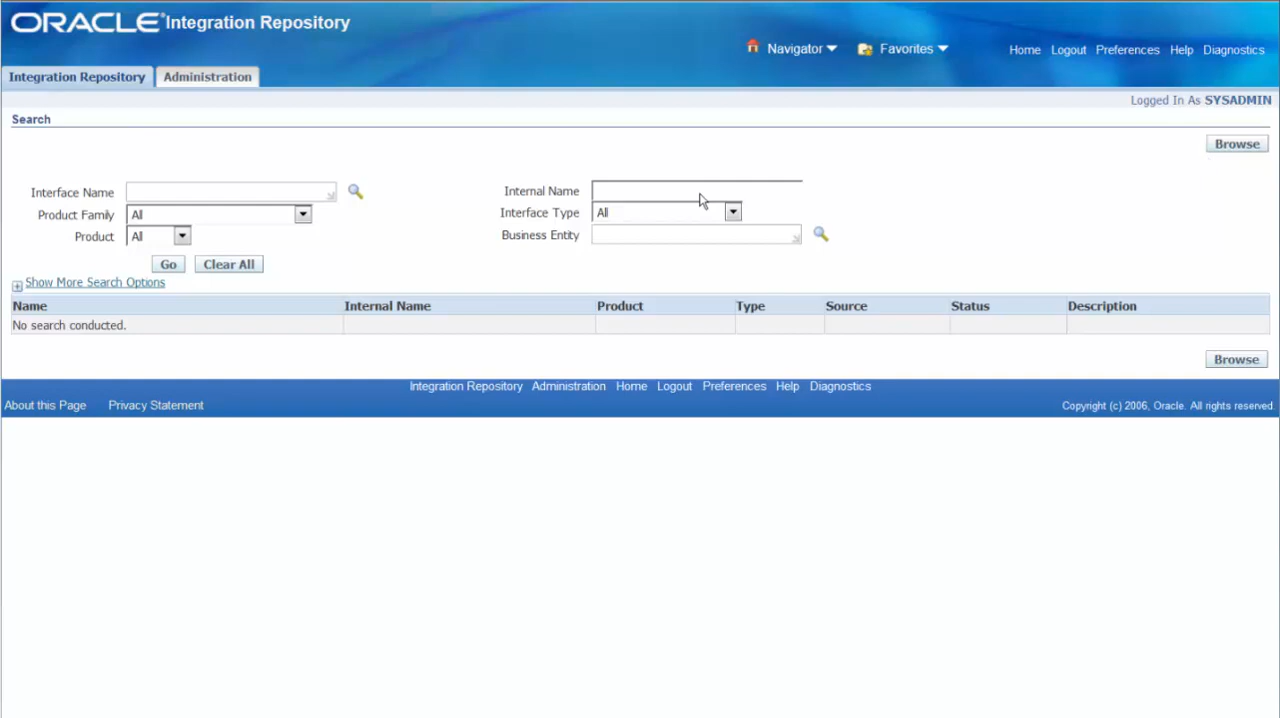 ORACLE® Integration Repository
Navigator Favorites Home Logout Preferences Help Diagnostics
Integration Repository Administration
Logged In As SYSADMIN
Search
Browse
Interface Name Internal Name
Product Family All Interface Type All
Product All Business Entity
Go Clear All
Show More Search Options
Name Internal Name Product Type Source Status Description
No search conducted.
Browse
Integration Repository Administration Home Logout Preferences Help Diagnostics
About this Page Privacy Statement Copyright (c) 2006, Oracle. All rights reserved.